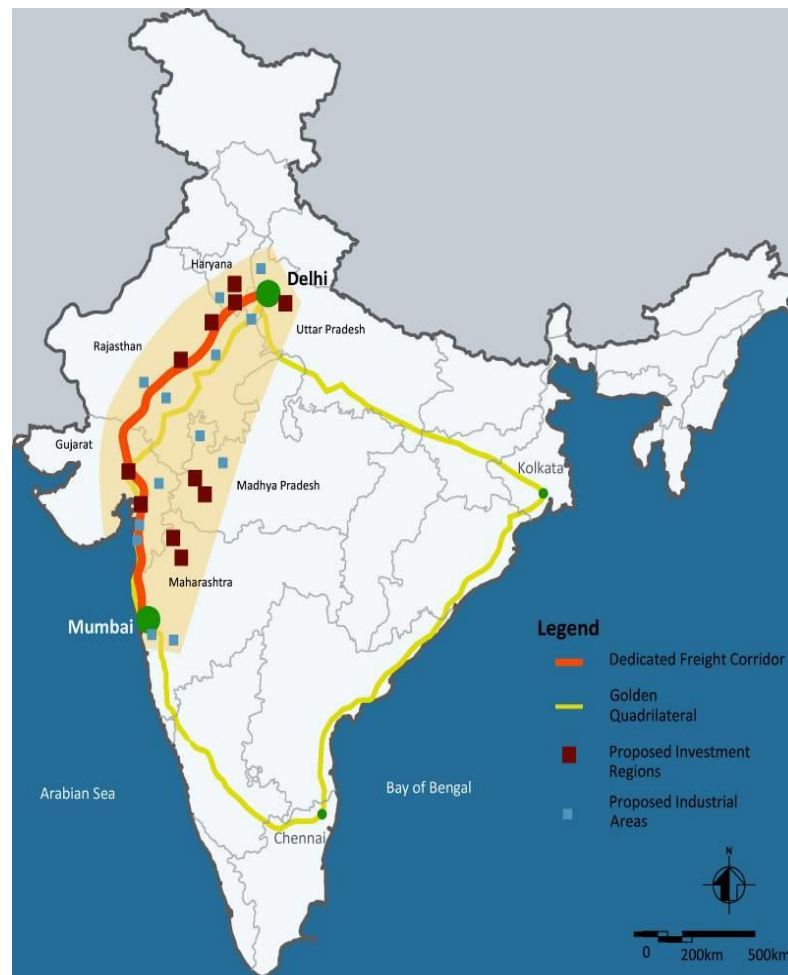 Haryana
Delhi
Uttar Pradesh
Rajasthan
Gujarat
Kolkata
Madhya Pradesh
Maharashtra
Mumbai
Legend
Dedicated Freight Corridor
Golden
Quadrilateral
Proposed Investment
Regions
Proposed Industrial
Areas
Arabian Sea
Bay of Bengal
Chennai
N
0 200km 500km